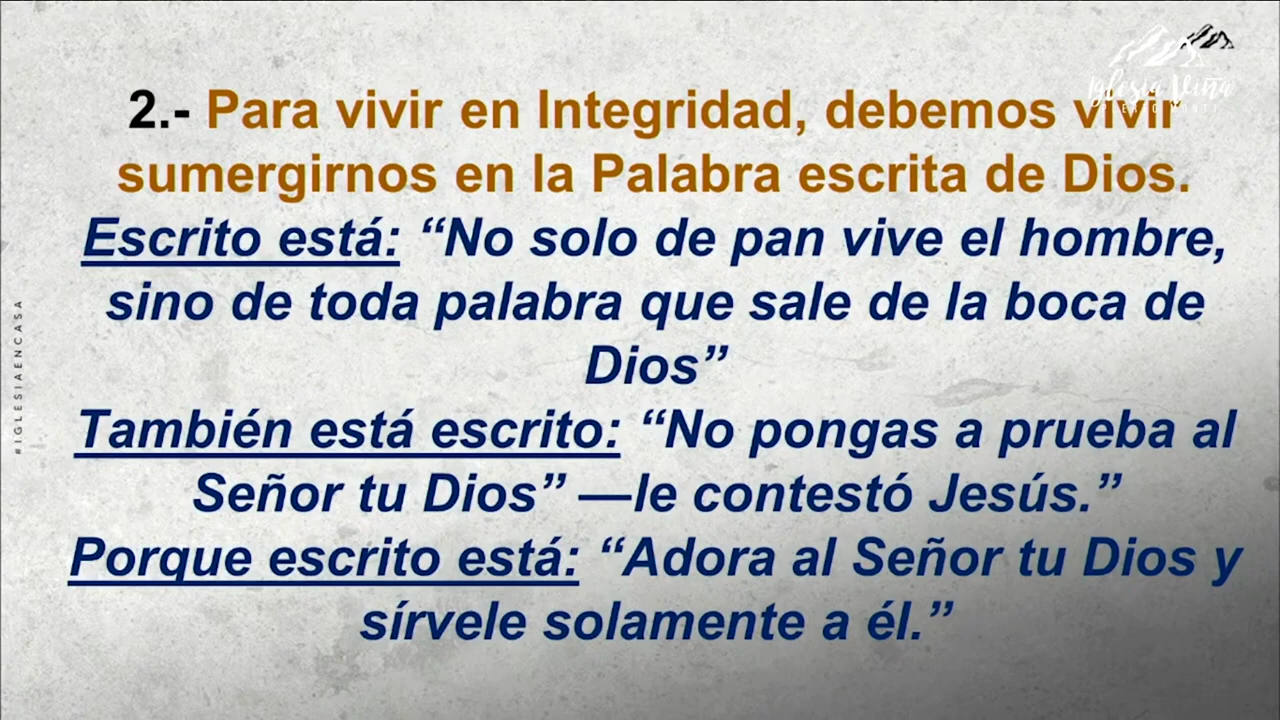 Iglesia Viña
2.- Para vivir en Integridad, debemos vivir
sumergirnos en la Palabra escrita de Dios.
Escrito está: “No solo de pan vive el hombre,
sino de toda palabra que sale de la boca de
Dios”
También está escrito: “No pongas a prueba al
Señor tu Dios” —le contestó Jesús.”
Porque escrito está: “Adora al Señor tu Dios y
sírvele solamente a él.”
#IGLESIAENCASA